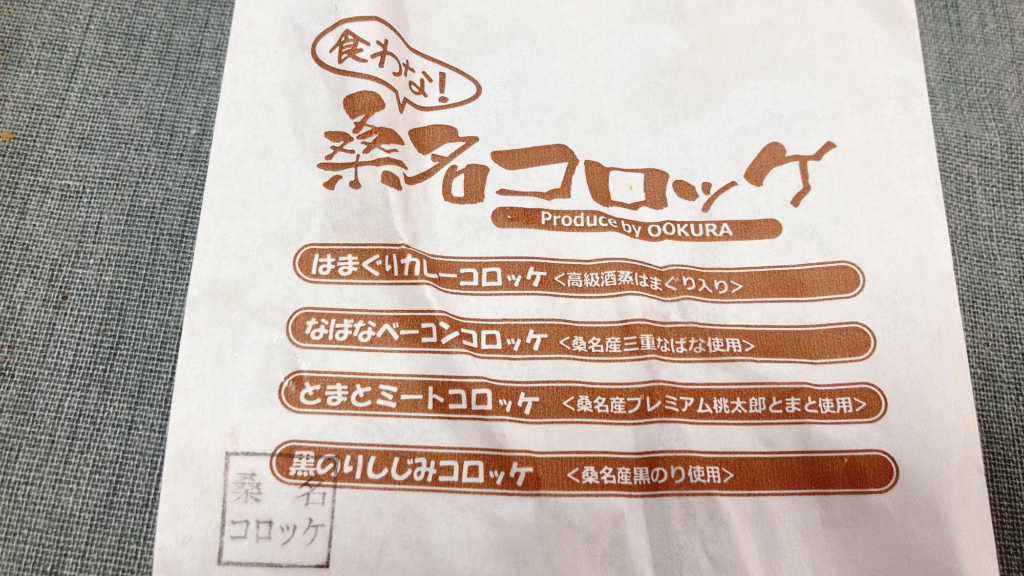 食わな!
桑名コロッケ
Produce by OOKURA
はまぐりカレーコロッケ <高級酒蒸はまぐり入り>
なばなベーコンコロッケ <桑名産三重なばな使用>
とまとミートコロッケ <桑名産プレミアム桃太郎とまと使用>
黒のりしじみコロッケ <桑名産黒のり使用>
桑名
コロッケ